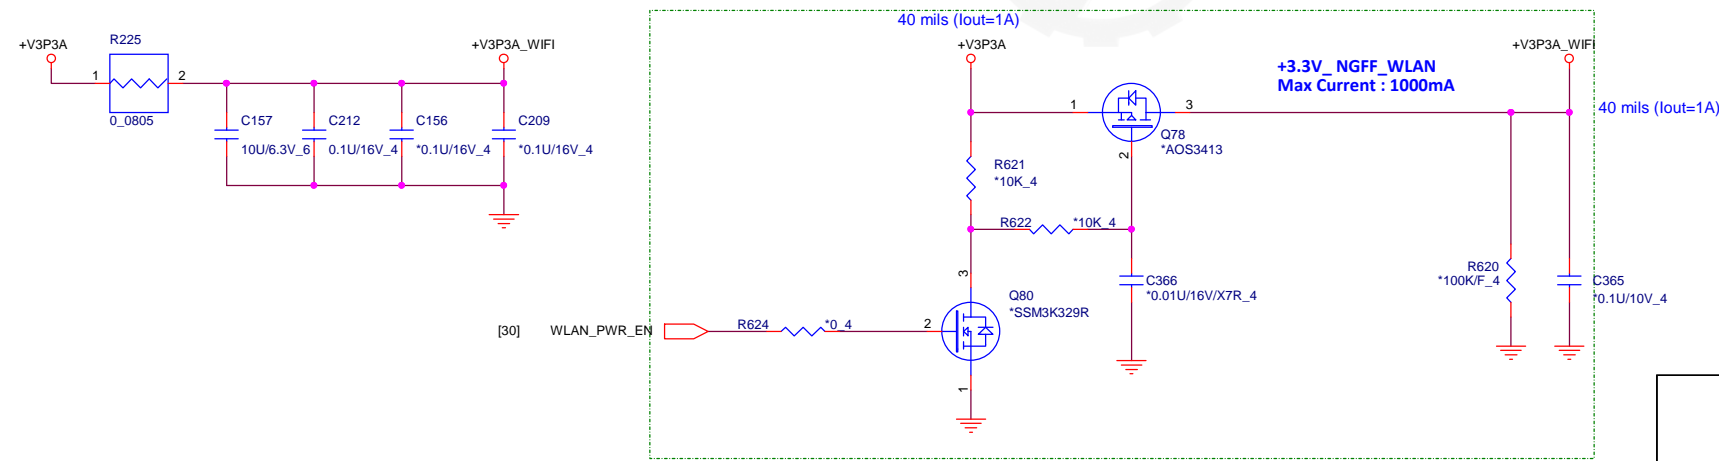 40 mils (Iout=1A)
+V3P3A
R225
1
2
0_0805
+V3P3A_WIFI
C157
10U/6.3V_6
C212
0.1U/16V_4
C156
*0.1U/16V_4
C209
*0.1U/16V_4
+V3P3A
+3.3V_ NGFF_WLAN
Max Current : 1000mA
+V3P3A_WIFI
40 mils (Iout=1A)
1
3
2
Q78
*AOS3413
R621
*10K_4
R622
*10K_4
C366
*0.01U/16V/X7R_4
R620
*100K/F_4
C365
*0.1U/10V_4
3
Q80
*SSM3K329R
2
1
[30]
WLAN_PWR_EN
R624
*0_4